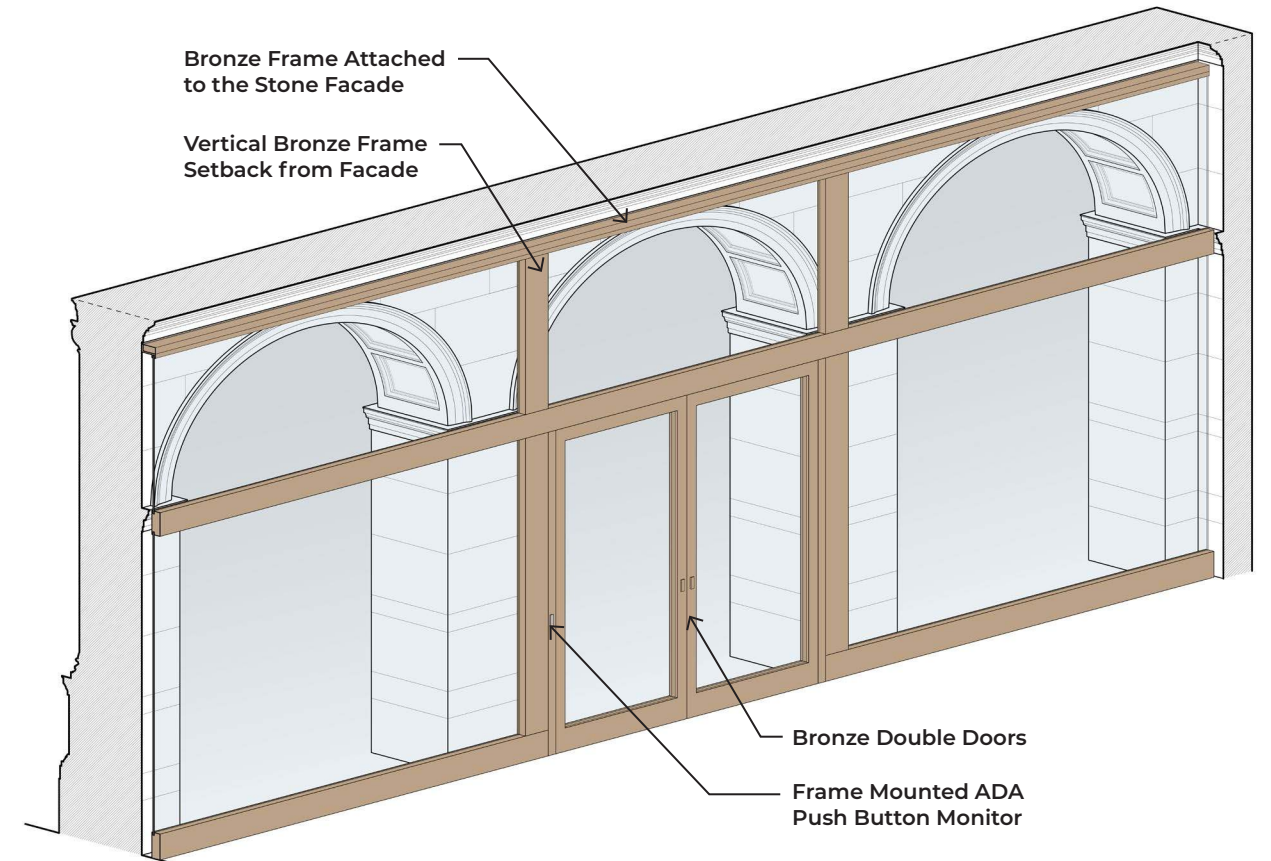 Bronze Frame Attached
to the Stone Facade
Vertical Bronze Frame
Setback from Facade
Bronze Double Doors
Frame Mounted ADA
Push Button Monitor